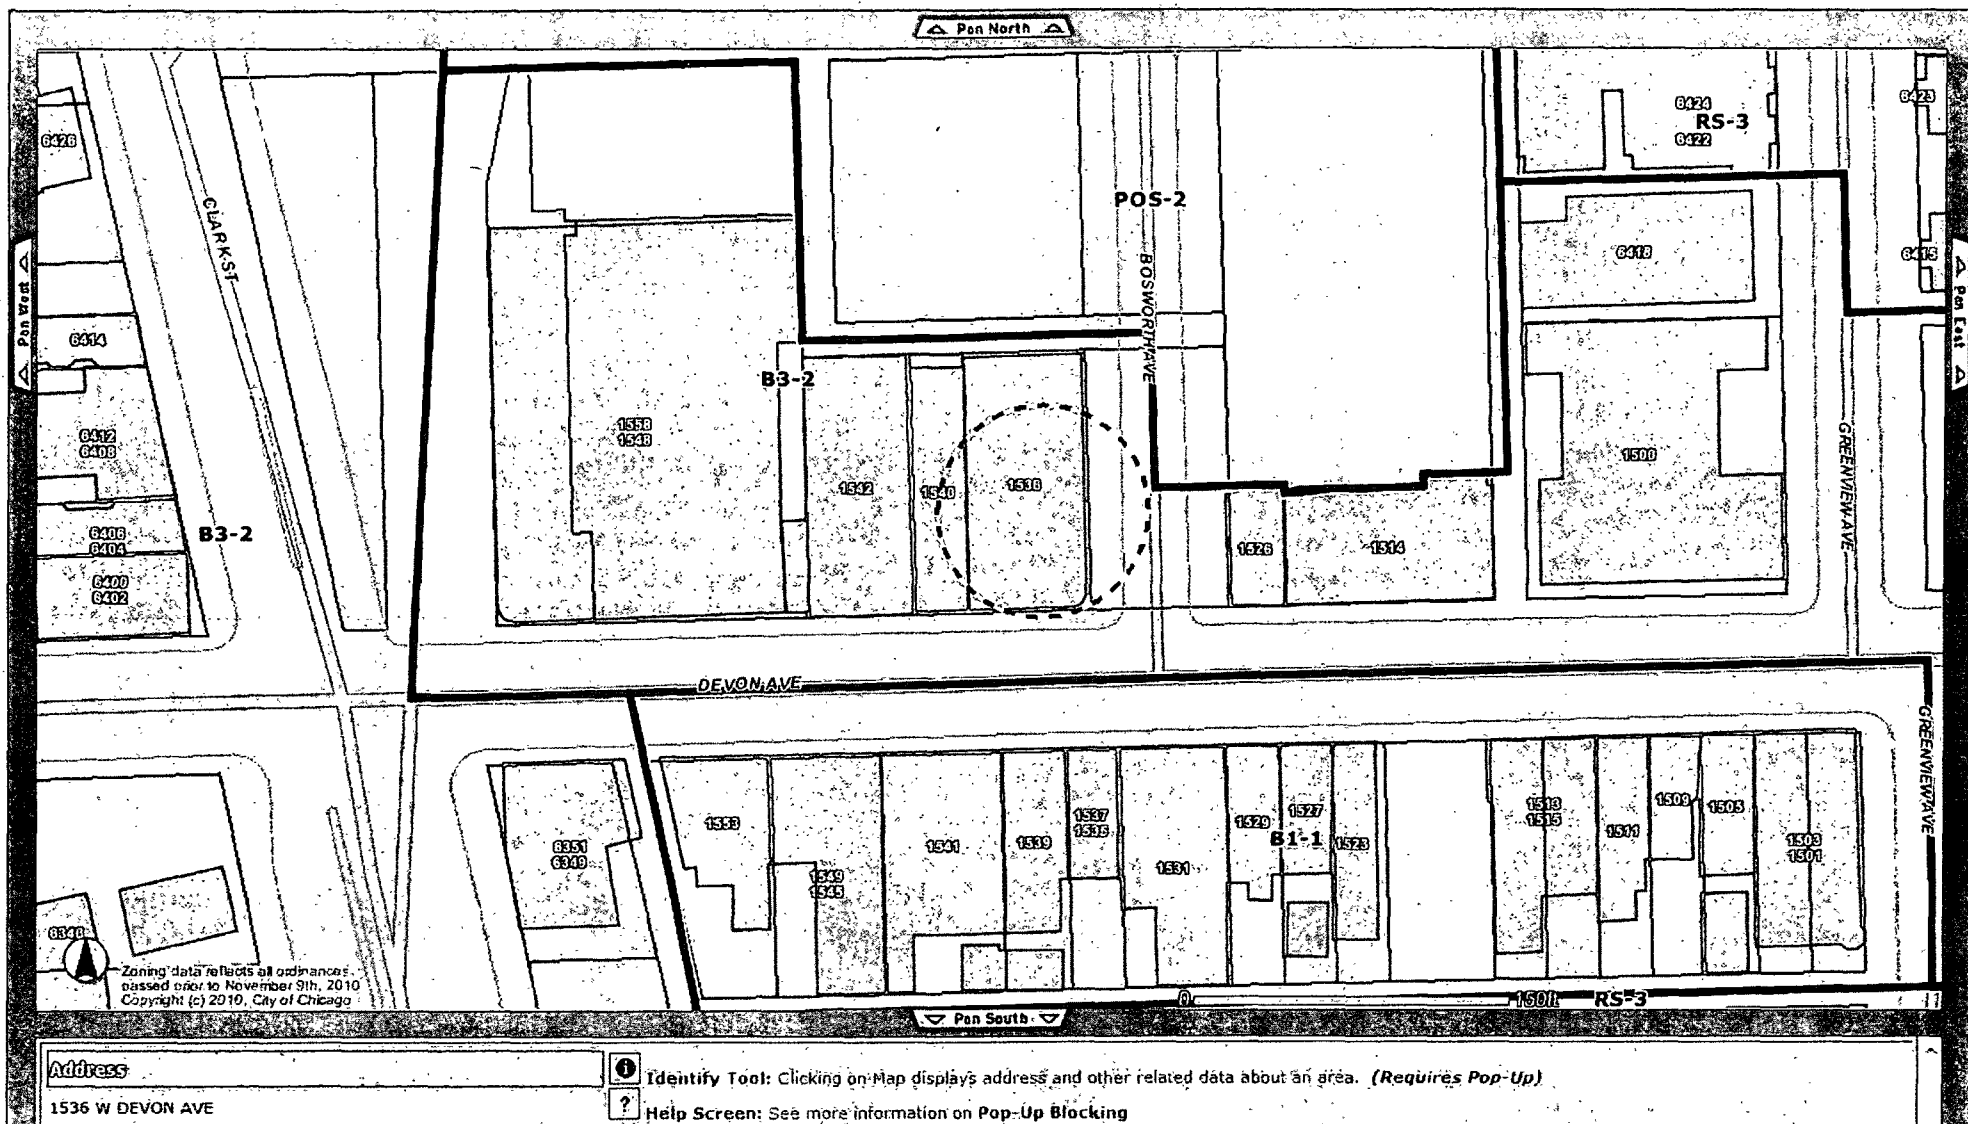 Pan North
6426
CLARK ST
POS-2
6424
RS-3
6422
6423
6418
6415
BOSWORTH AVE
Pan West
Pan East
6414
B3-2
6412
6408
1558
1548
1542
1540
1536
1500
GREENVIEW AVE
6406
6404
B3-2
1526
1514
6400
6402
DEVON AVE
GREENVIEW AVE
1553
6351
6349
1549
1545
1541
1539
1537
1531
1529
1527
B1-1
1523
1513
1515
1511
1509
1505
1503
1501
Zoning data reflects all ordinances
passed prior to November 9th, 2010
Copyright (c) 2010, City of Chicago
0 150ft RS-3
Pan South
Address
1536 W DEVON AVE
Identify Tool: Clicking on Map displays address and other related data about an area. (Requires Pop-Up)
? Help Screen: See more information on Pop-Up Blocking